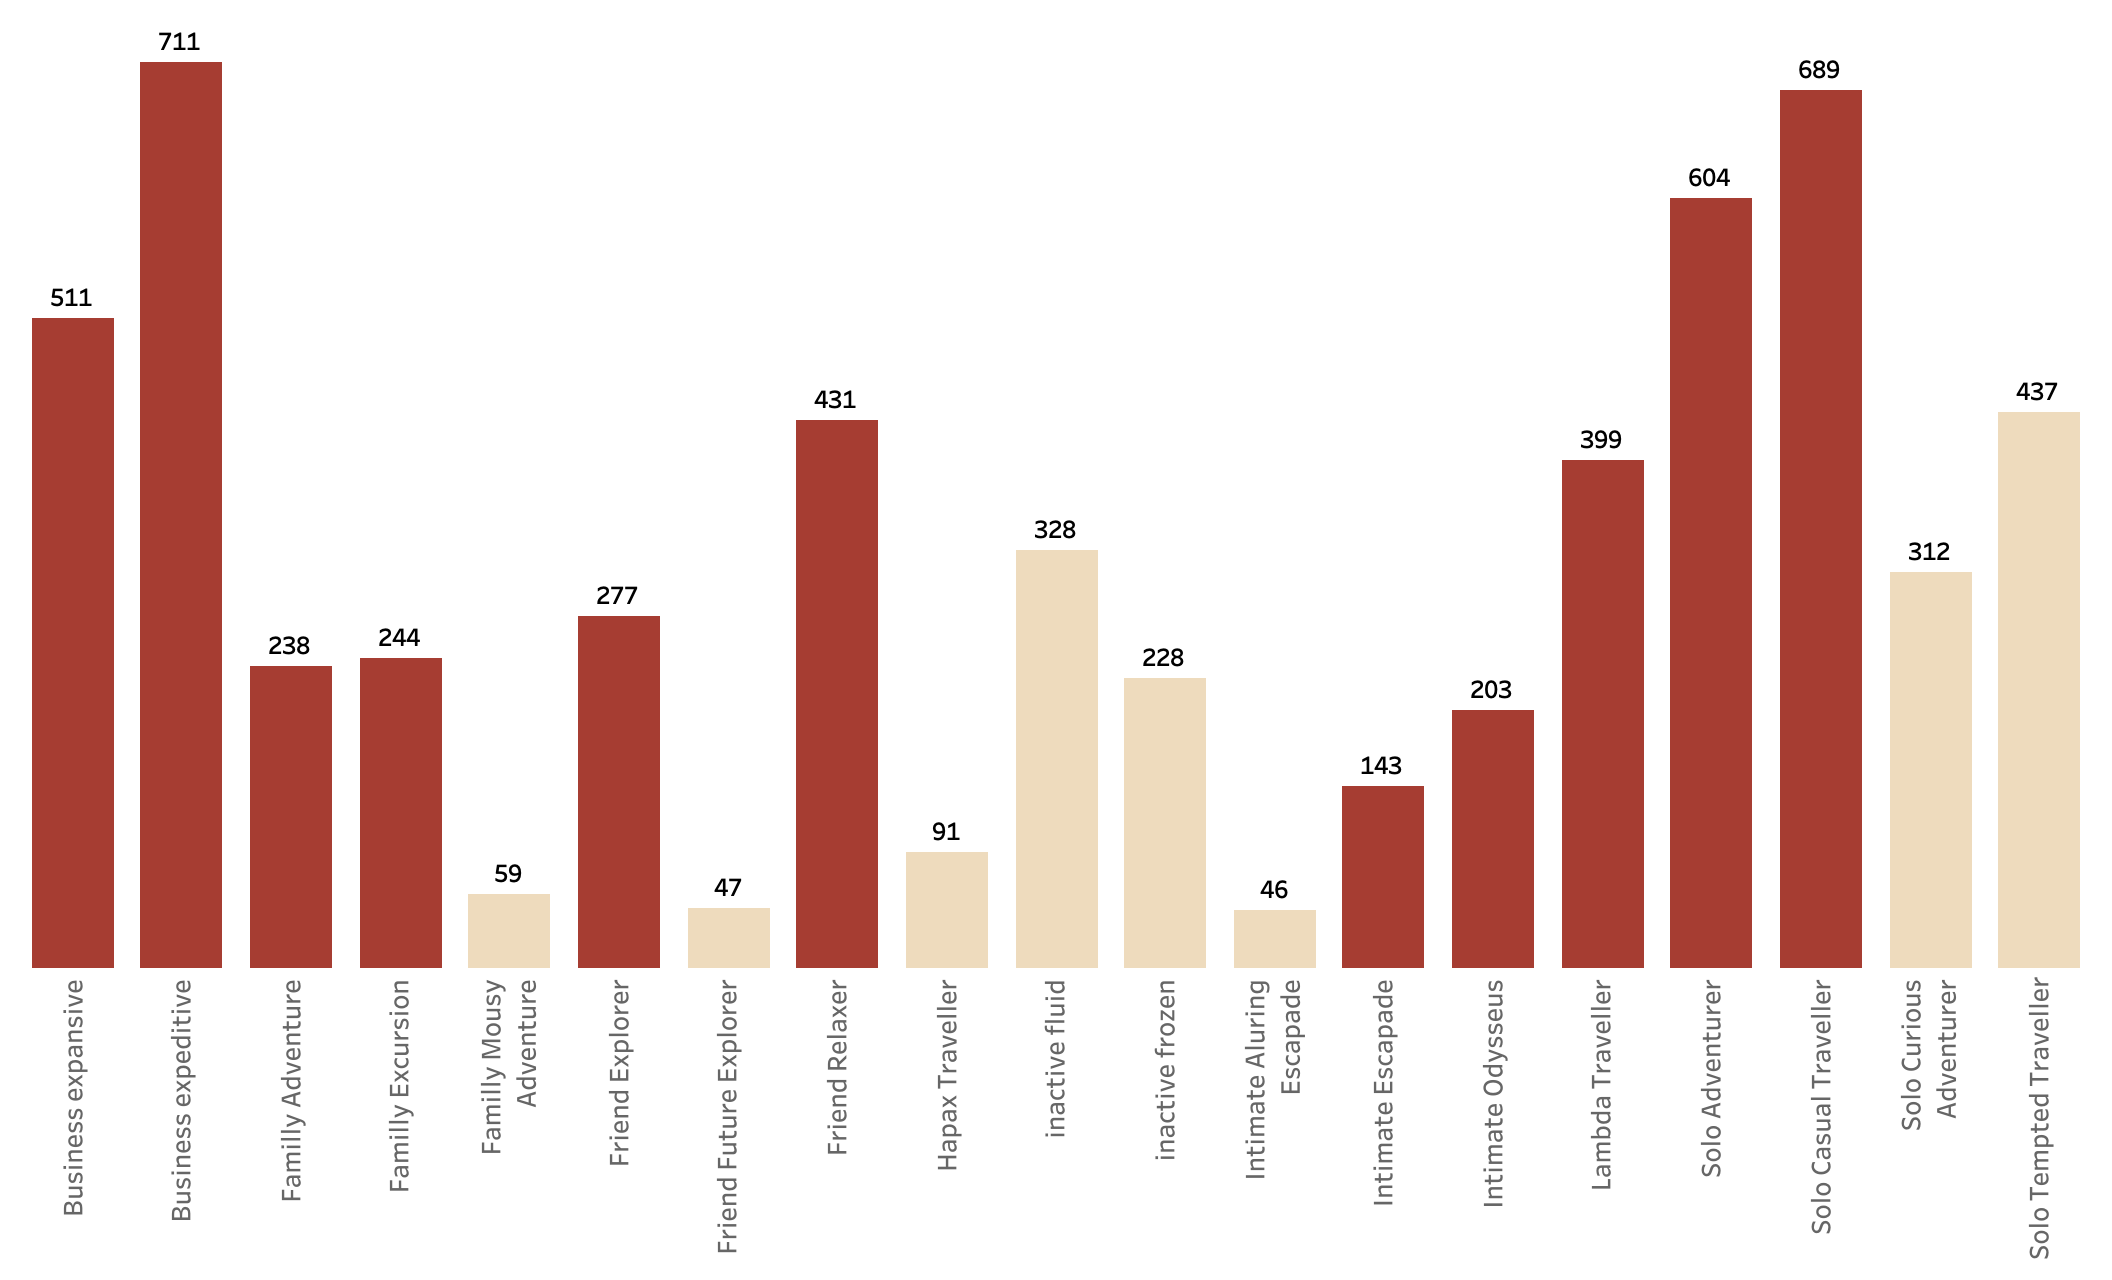 711
689
604
511
437
431
399
328
312
277
238
244
228
203
143
91
59
47
46
Business expansive
Business expeditive
Familly Adventure
Familly Excursion
Familly Mousy
Adventure
Friend Explorer
Friend Future Explorer
Friend Relaxer
Hapax Traveller
inactive fluid
inactive frozen
Intimate Aluring
Escapade
Intimate Escapade
Intimate Odysseus
Lambda Traveller
Solo Adventurer
Solo Casual Traveller
Solo Curious
Adventurer
Solo Tempted Traveller